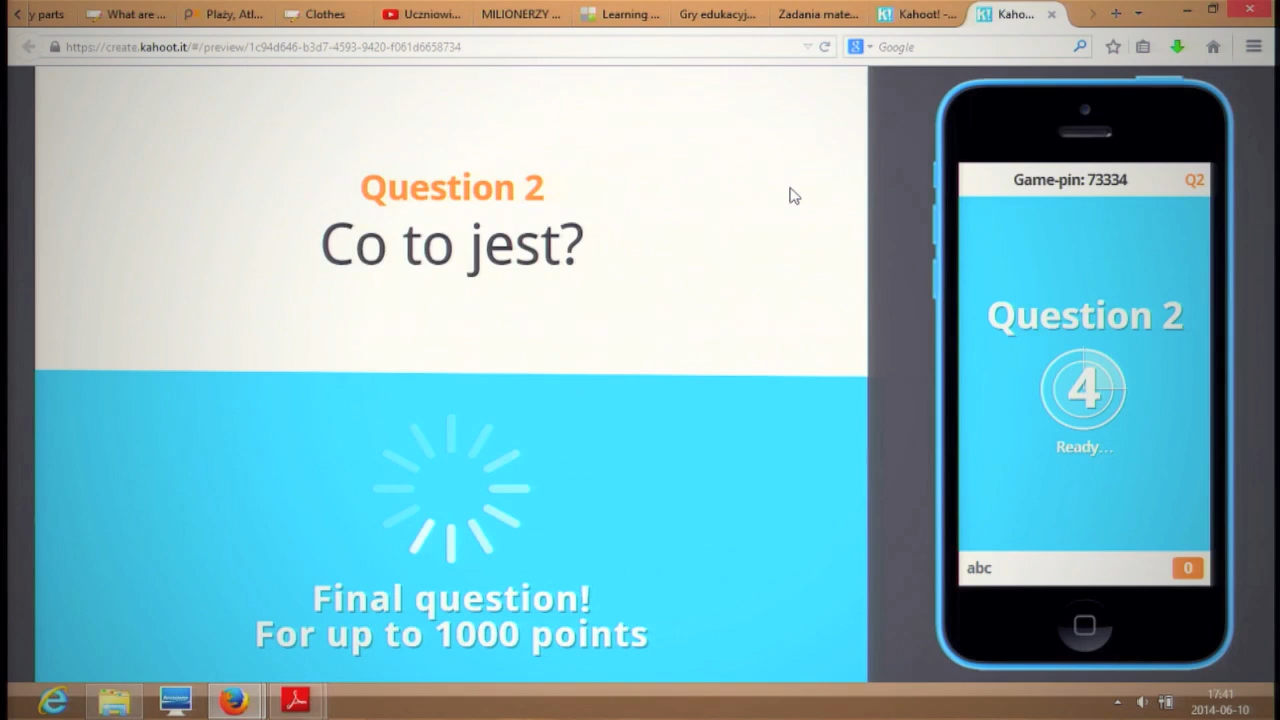 y parts
What are ...
Plaży, Atl...
Clothes
Uczniowi...
MILIONERZY ...
Learning ...
Gry edukacyj...
Zadania mate...
Kahoot! -...
Kaho...
https://create.kahoot.it/#/preview/1c94d646-b3d7-4593-9420-f061d6658734
Google
Question 2
Co to jest?
Final question!
For up to 1000 points
Game-pin: 73334
Q2
Question 2
4
Ready...
abc
0
17:41
2014-06-10